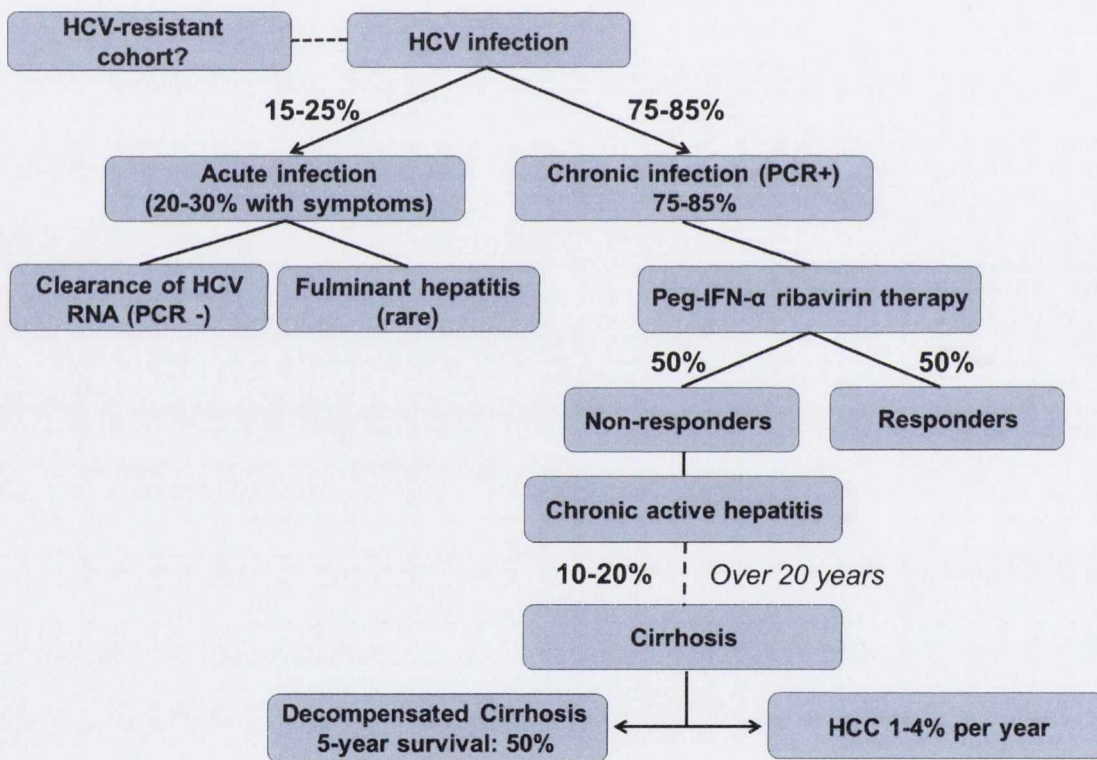 HCV-resistant
cohort?
HCV infection
15-25%
75-85%
Acute infection
(20-30% with symptoms)
Chronic infection (PCR+)
75-85%
Clearance of HCV
RNA (PCR -)
Fulminant hepatitis
(rare)
Peg-IFN-α ribavirin therapy
50%
50%
Non-responders
Responders
Chronic active hepatitis
10-20%
Over 20 years
Cirrhosis
Decompensated Cirrhosis
5-year survival: 50%
HCC 1-4% per year